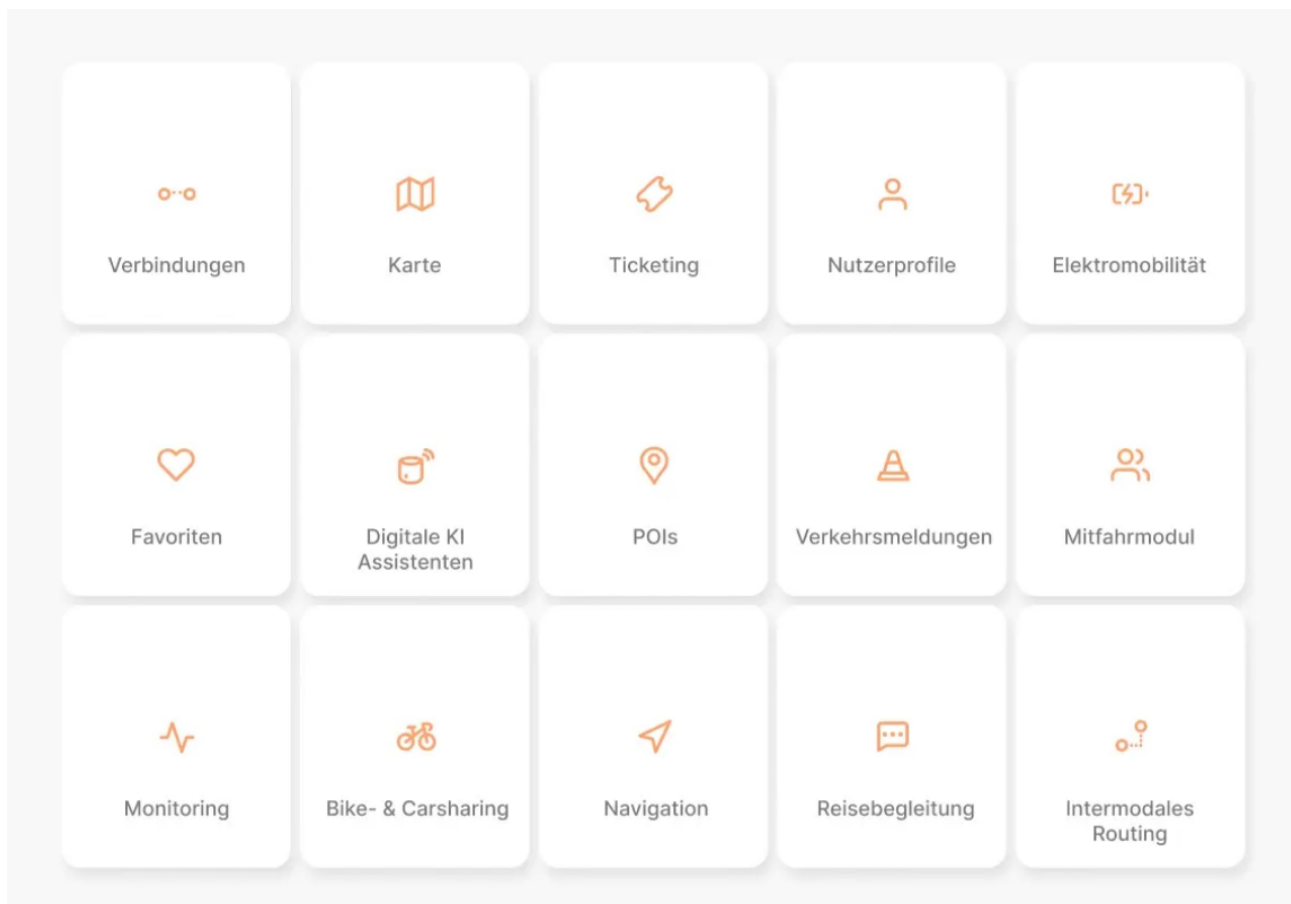 Verbindungen
Karte
Ticketing
Nutzerprofile
Elektromobilität
Favoriten
Digitale KI
Assistenten
POIs
Verkehrsmeldungen
Mitfahrmodul
Monitoring
Bike- & Carsharing
Navigation
Reisebegleitung
Intermodales
Routing